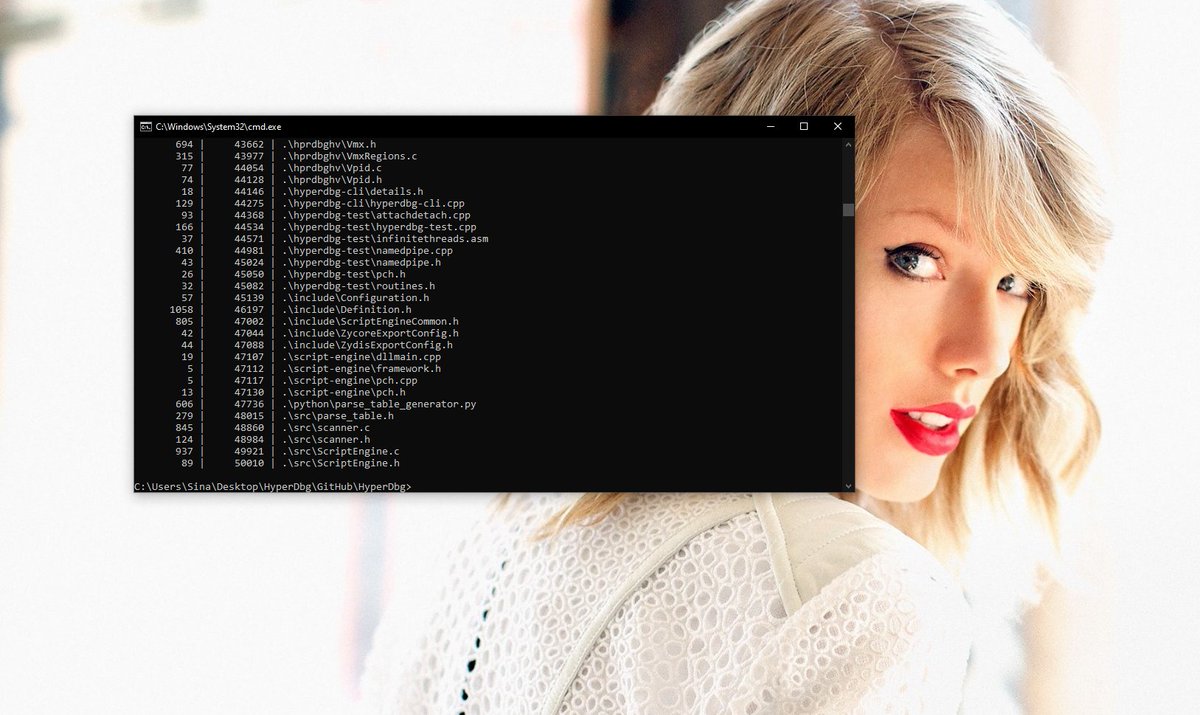 C:\Windows\System32\cmd.exe
694 | 43662 | .\hprdbghv\Vmx.h
315 | 43977 | .\hprdbghv\VmxRegions.c
77 | 44054 | .\hprdbghv\Vpid.c
74 | 44128 | .\hprdbghv\Vpid.h
18 | 44146 | .\hyperdbg-cli\details.h
129 | 44275 | .\hyperdbg-cli\hyperdbg-cli.cpp
93 | 44368 | .\hyperdbg-test\attachdetach.cpp
166 | 44534 | .\hyperdbg-test\hyperdbg-test.cpp
37 | 44571 | .\hyperdbg-test\infinitethreads.asm
410 | 44981 | .\hyperdbg-test\namedpipe.cpp
43 | 45024 | .\hyperdbg-test\namedpipe.h
26 | 45050 | .\hyperdbg-test\pch.h
32 | 45082 | .\hyperdbg-test\routines.h
57 | 45139 | .\include\Configuration.h
1058 | 46197 | .\include\Definition.h
805 | 47002 | .\include\ScriptEngineCommon.h
42 | 47044 | .\include\ZycoreExportConfig.h
44 | 47088 | .\include\ZydisExportConfig.h
19 | 47107 | .\script-engine\dllmain.cpp
5 | 47112 | .\script-engine\framework.h
5 | 47117 | .\script-engine\pch.cpp
13 | 47130 | .\script-engine\pch.h
606 | 47736 | .\python\parse_table_generator.py
279 | 48015 | .\src\parse_table.h
845 | 48860 | .\src\scanner.c
124 | 48984 | .\src\scanner.h
937 | 49921 | .\src\ScriptEngine.c
89 | 50010 | .\src\ScriptEngine.h
C:\Users\Sina\Desktop\HyperDbg\GitHub\HyperDbg>